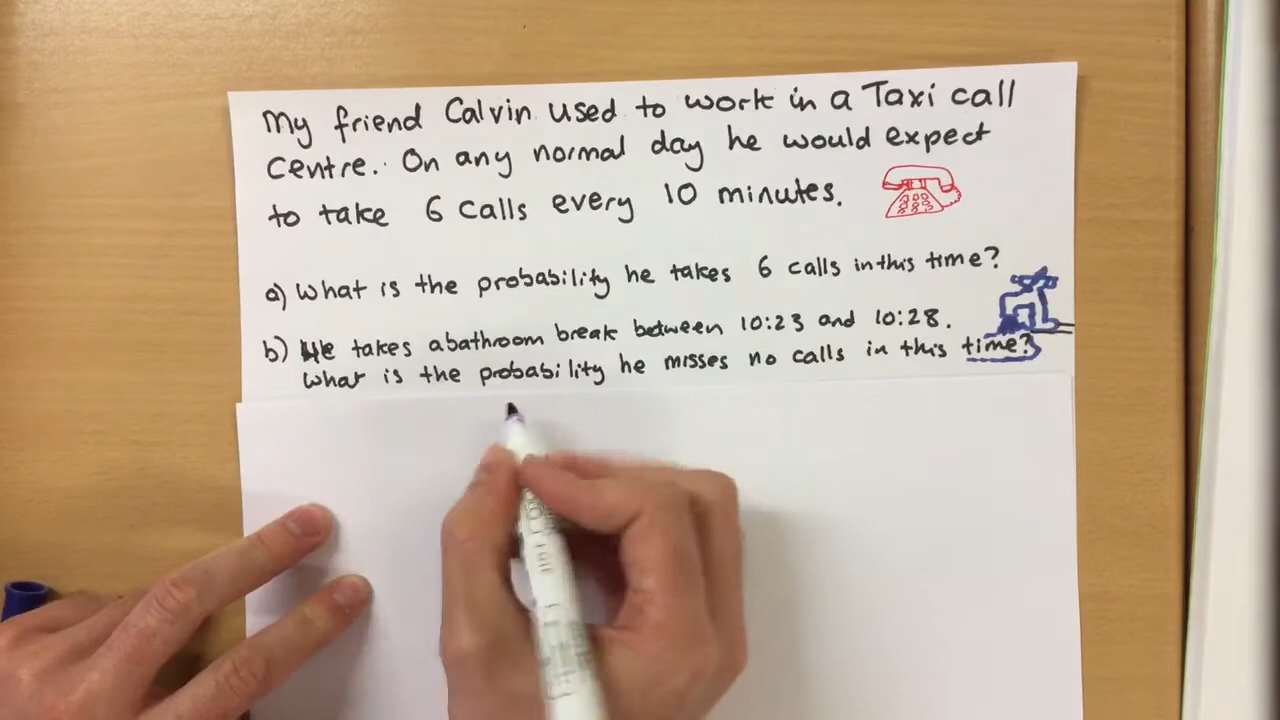 My friend Calvin used to work in a Taxi call
centre. On any normal day he would expect
to take 6 calls every 10 minutes.
a) What is the probability he takes 6 calls in this time?
b) He takes a bathroom break between 10:23 and 10:28.
What is the probability he misses no calls in this time?